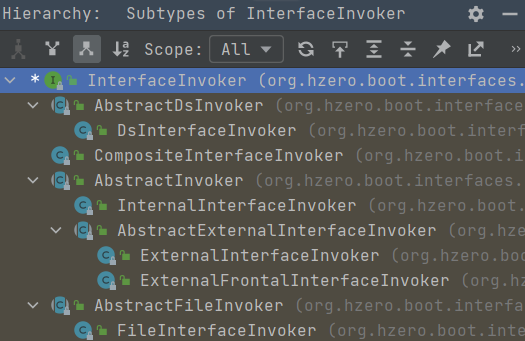 Hierarchy: Subtypes of InterfaceInvoker
Scope: All
* InterfaceInvoker (org.hzero.boot.interfaces.
AbstractDsInvoker (org.hzero.boot.interface
DsInterfaceInvoker (org.hzero.boot.interf
CompositeInterfaceInvoker (org.hzero.boot.i
AbstractInvoker (org.hzero.boot.interfaces.
InternalInterfaceInvoker (org.hzero.boot.
AbstractExternalInterfaceInvoker (org.hze
ExternalInterfaceInvoker (org.hzero.boo
ExternalFrontalInterfaceInvoker (org.hz
AbstractFileInvoker (org.hzero.boot.interfa
FileInterfaceInvoker (org.hzero.boot.inte